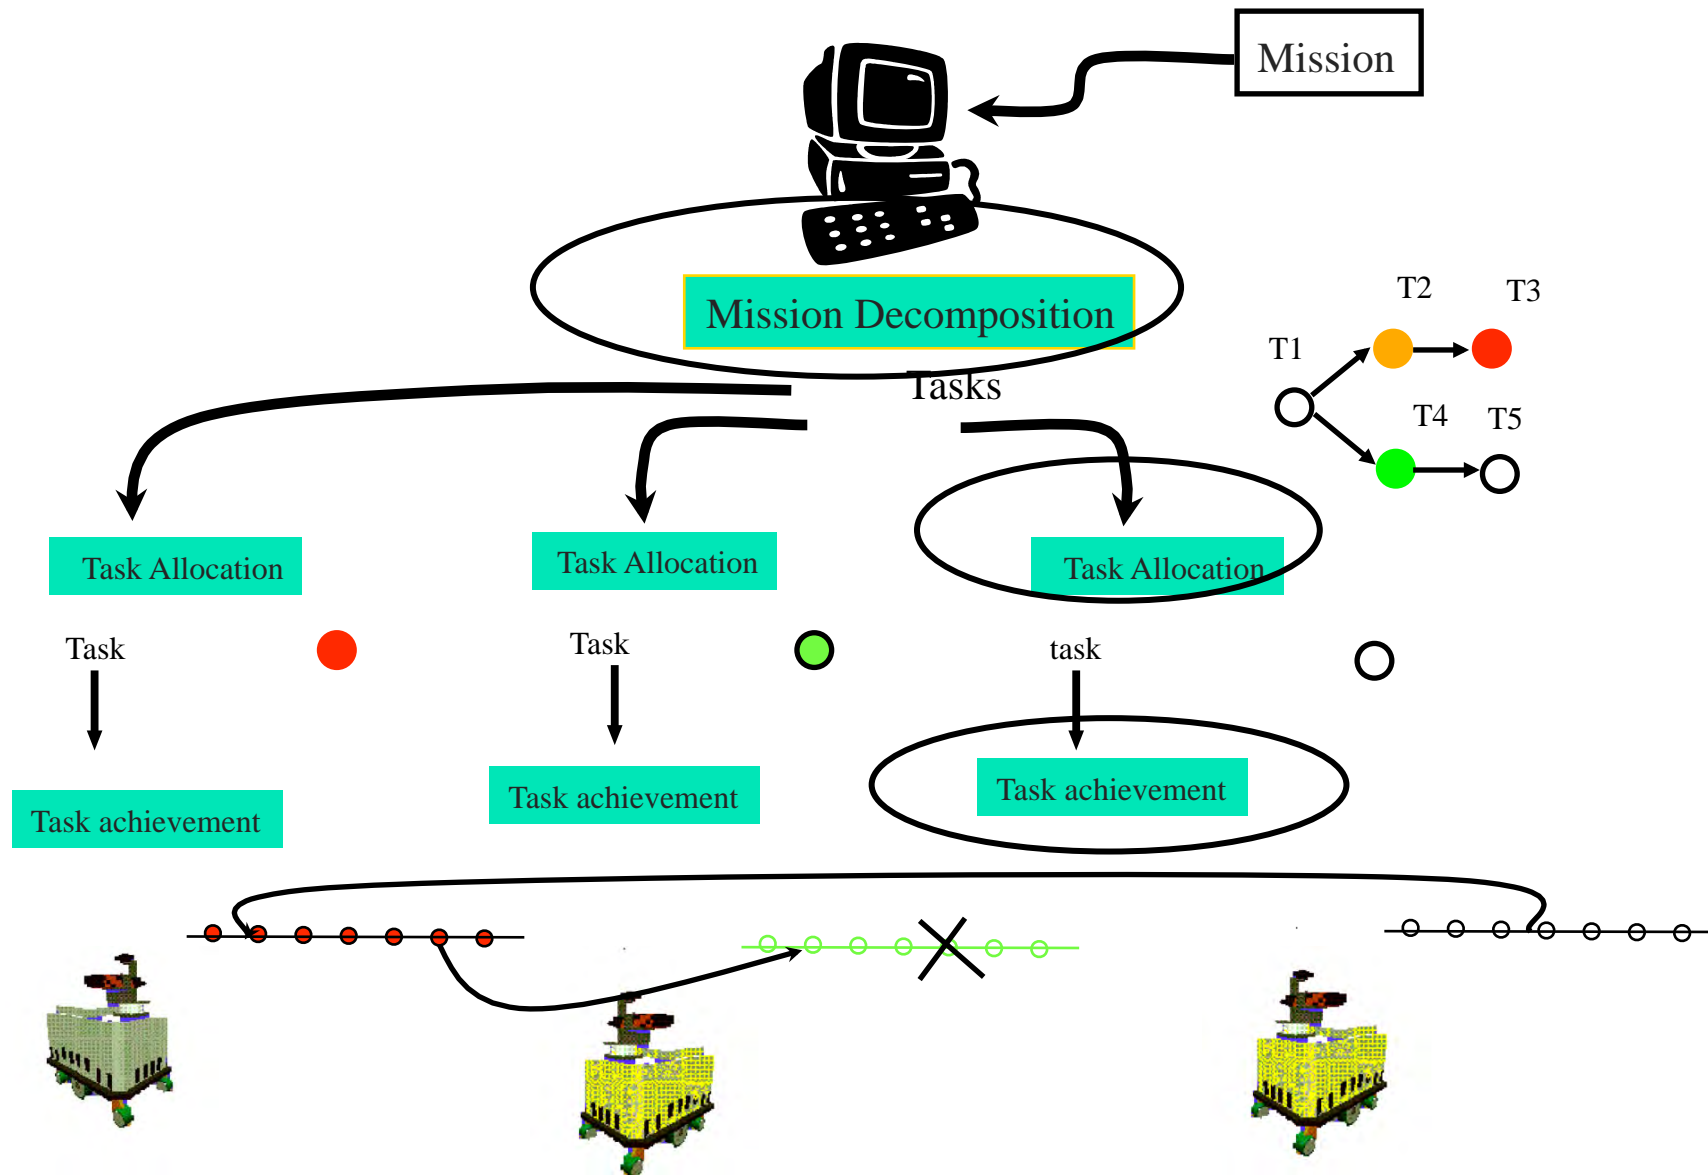 Mission
Mission Decomposition
T2
T3
T1
Tasks
T4
T5
Task Allocation
Task Allocation
Task Allocation
Task
Task
task
Task achievement
Task achievement
Task achievement